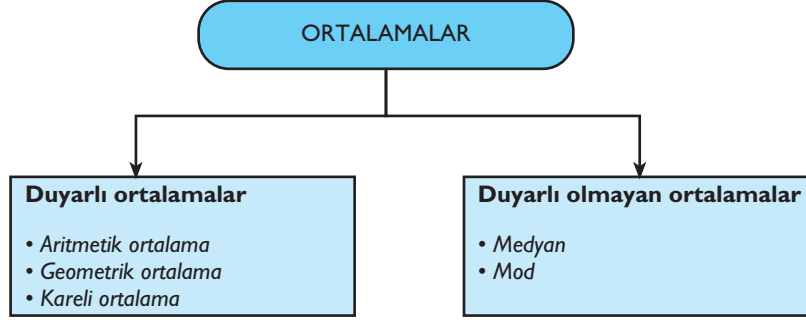 ORTALAMALAR
Duyarlı ortalamalar
• Aritmetik ortalama
• Geometrik ortalama
• Kareli ortalama
Duyarlı olmayan ortalamalar
• Medyan
• Mod